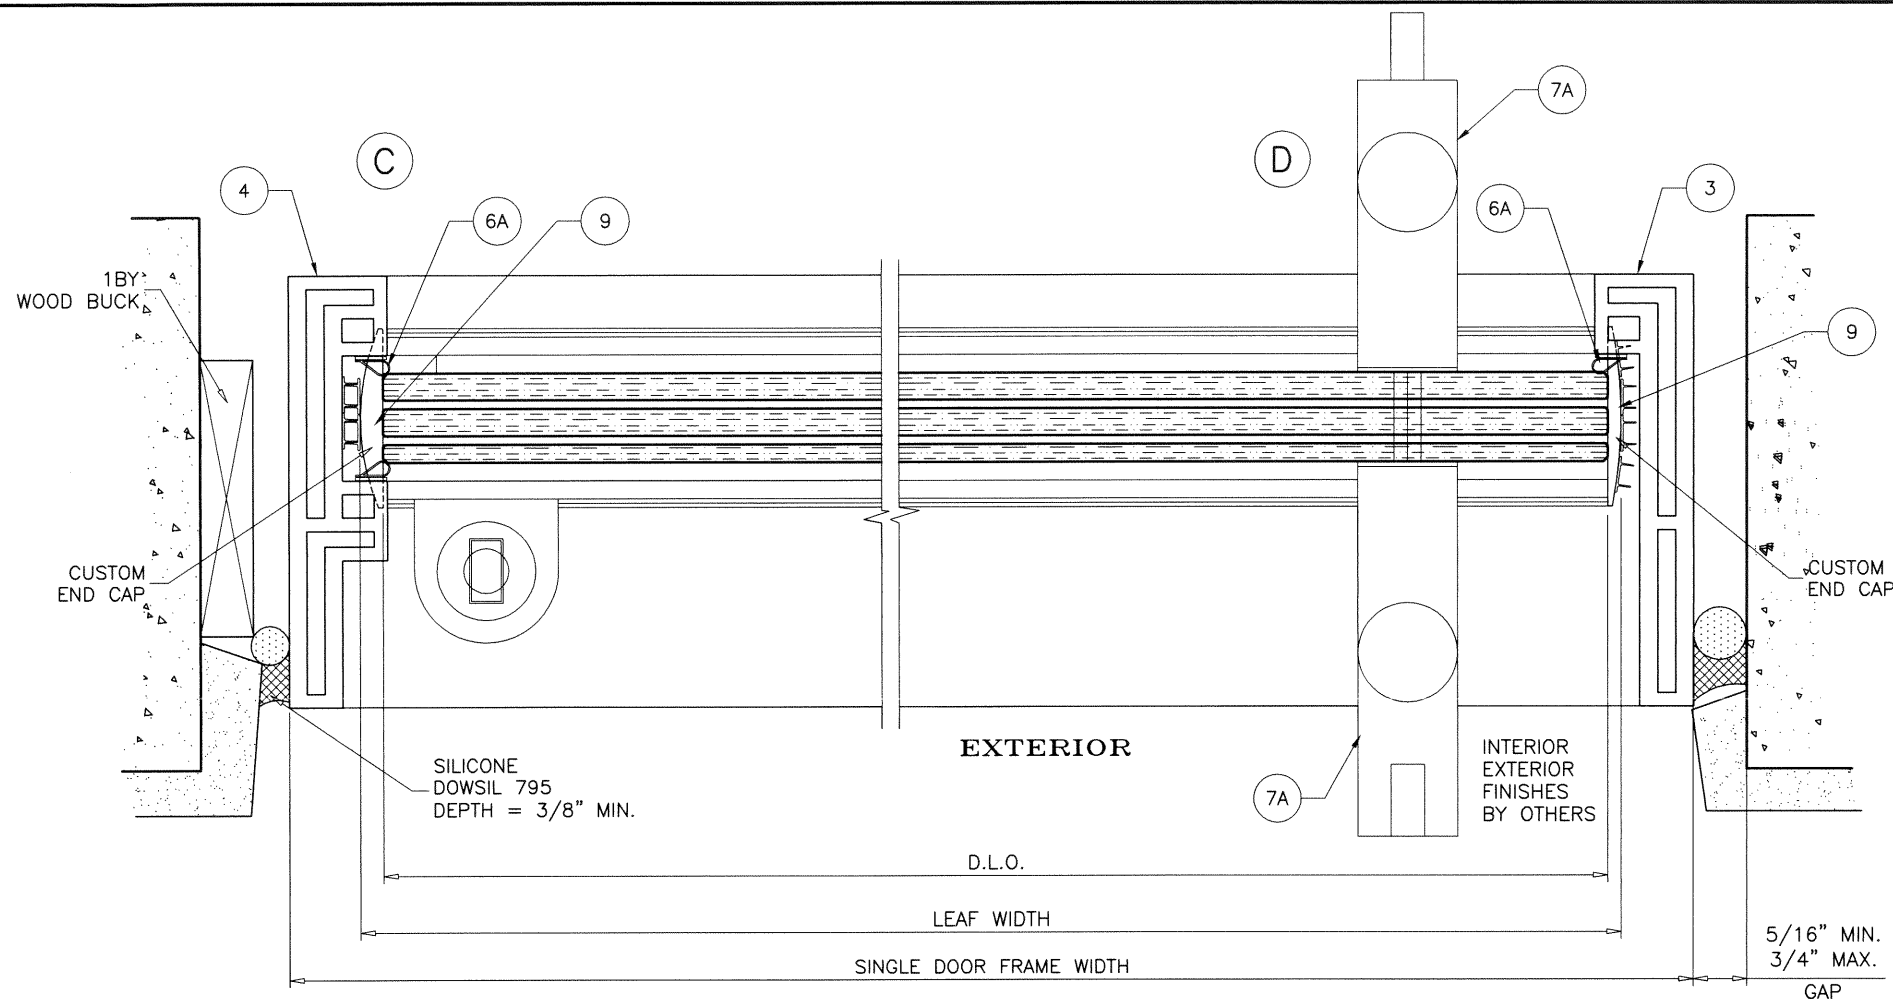 7A
C
D
4
3
6A
9
6A
1BY
WOOD BUCK
9
CUSTOM
END CAP
CUSTOM
END CAP
EXTERIOR
INTERIOR
EXTERIOR
FINISHES
BY OTHERS
SILICONE
DOWSIL 795
DEPTH = 3/8" MIN.
7A
D.L.O.
LEAF WIDTH
5/16" MIN.
3/4" MAX.
SINGLE DOOR FRAME WIDTH
GAP